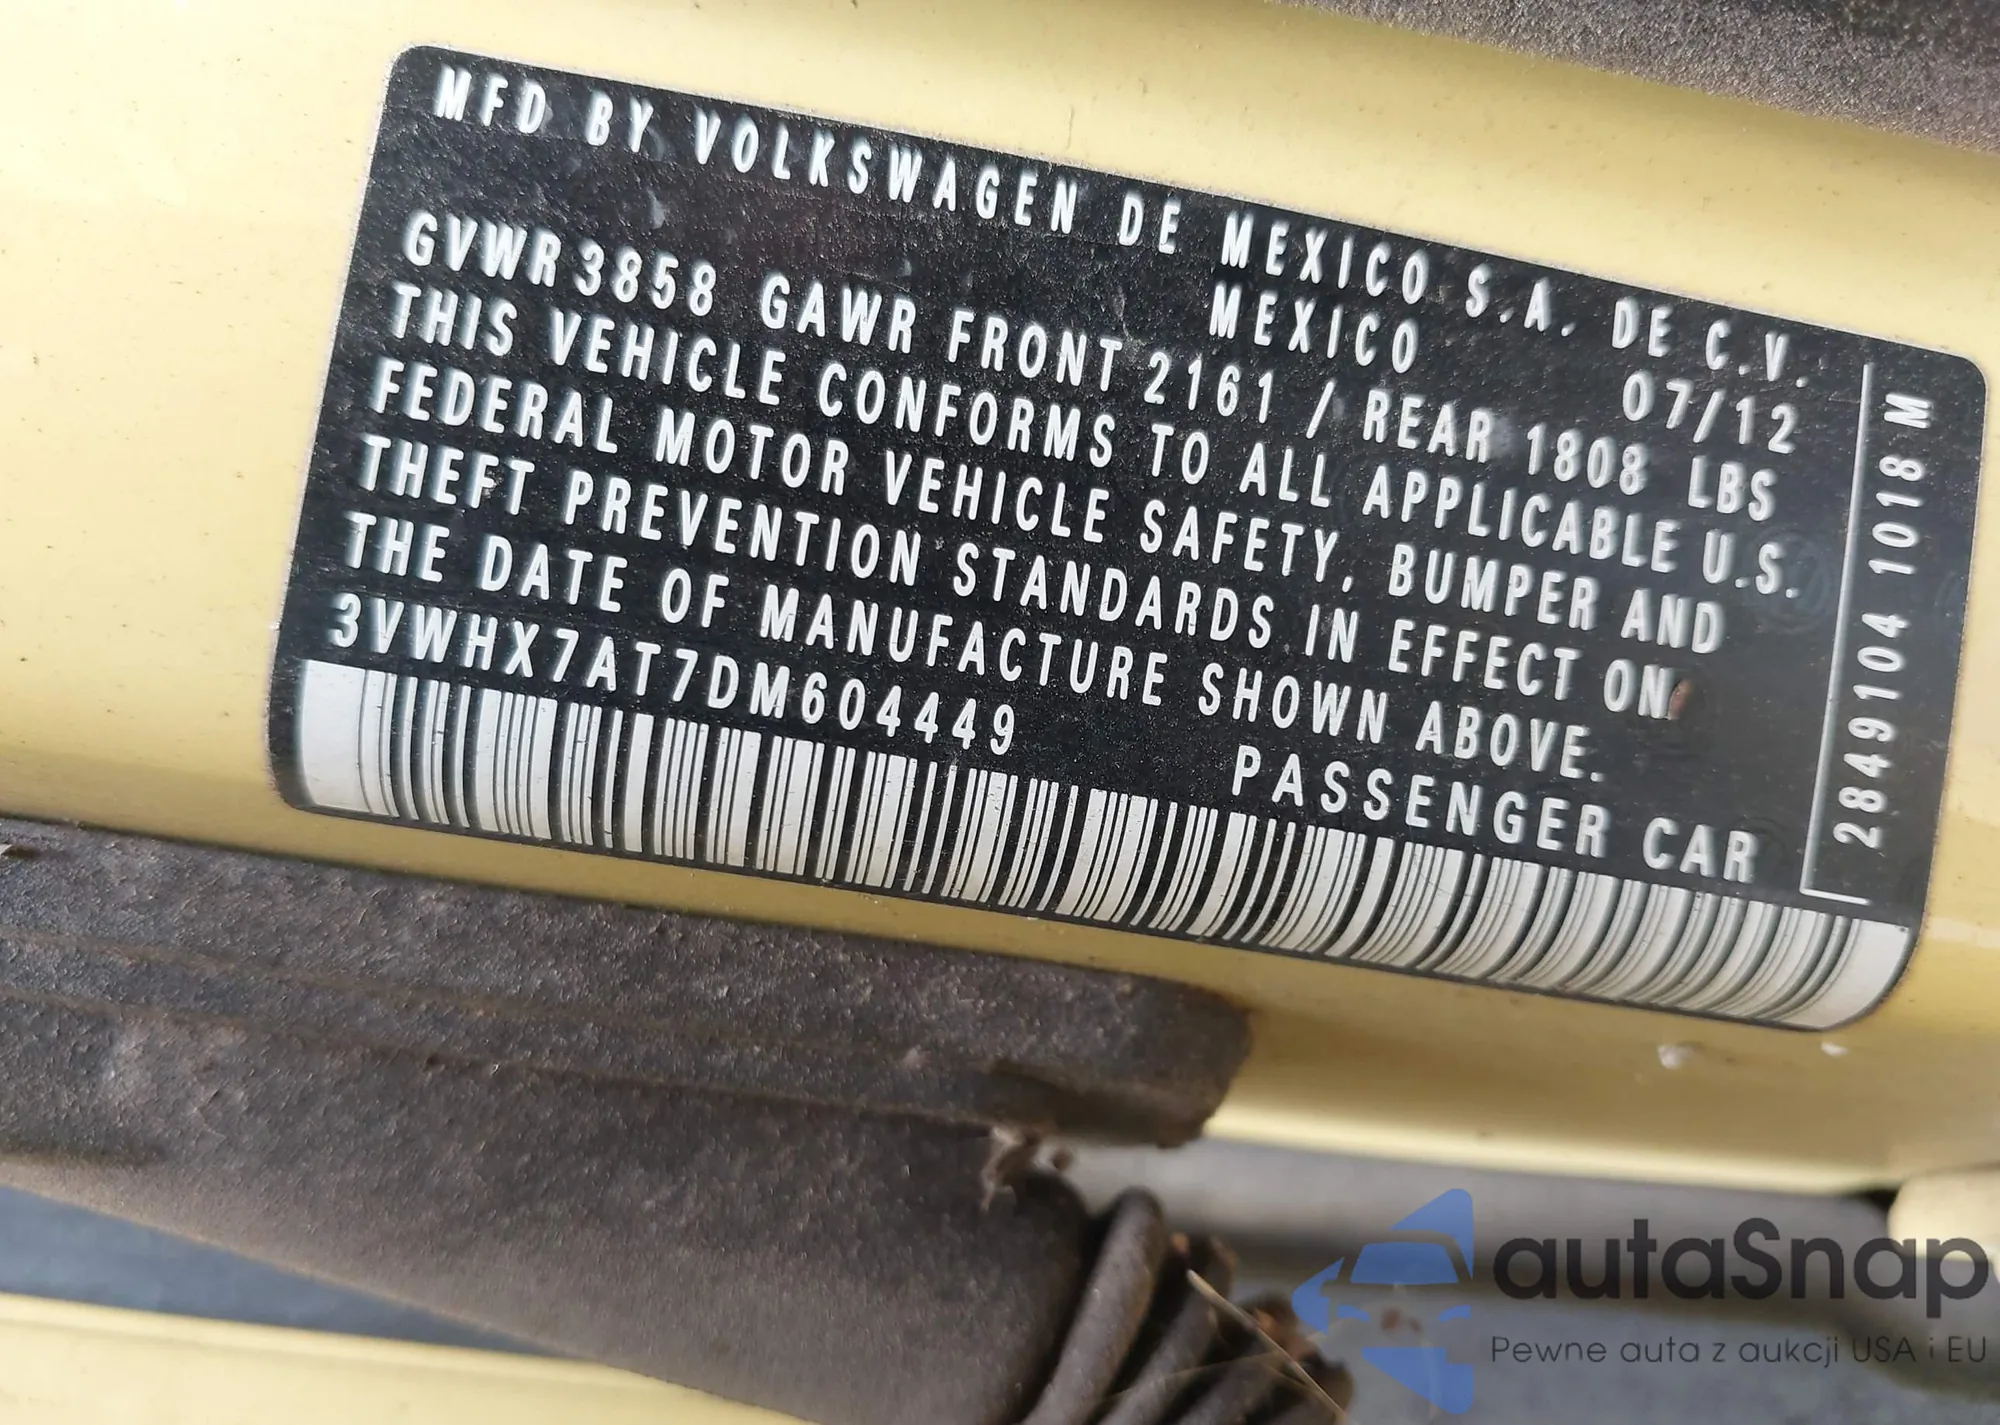 MFD BY VOLKSWAGEN DE MEXICO S.A. DE C.V.
MEXICO 07/12
GVWR 3858 GAWR FRONT 2161 / REAR 1808 LBS
THIS VEHICLE CONFORMS TO ALL APPLICABLE U.S.
FEDERAL MOTOR VEHICLE SAFETY, BUMPER AND
THEFT PREVENTION STANDARDS IN EFFECT ON
THE DATE OF MANUFACTURE SHOWN ABOVE.
3VWHX7AT7DM604449 PASSENGER CAR
2849104 1018 M
autaSnap
Pewne auta z aukcji USA i EU